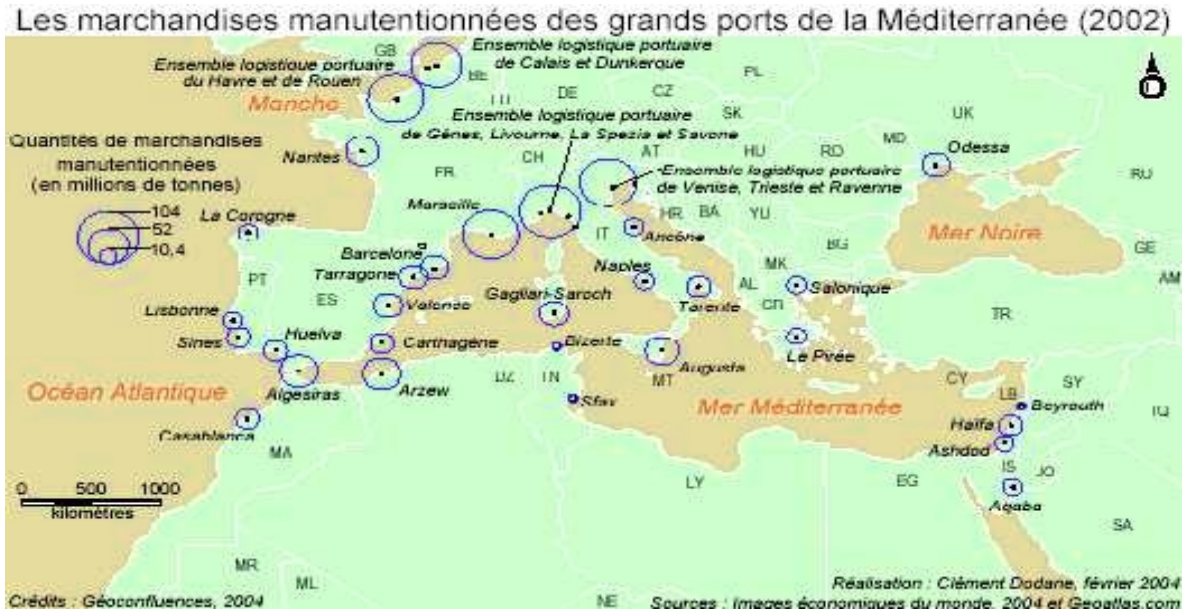 Les marchandises manutentionnées des grands ports de la Méditerranée (2002)
Ensemble logistique portuaire
de Calais et Dunkerque
GB
Ensemble logistique portuaire
du Havre et de Rouen
BE
PL
DE
CZ
LU
Manche
Ensemble logistique portuaire
de Gênes, Livourne, La Spezia et Savone
SK
UK
Quantités de marchandises
manutentionnées
(en millions de tonnes)
104
52
10,4
Nantes
CH
AT
HU
RO
MD
Odessa
FR
Ensemble logistique portuaire
de Venise, Trieste et Ravenne
RU
La Corogne
Marseille
HR
BA
YU
IT
Ancône
Mer Noire
BG
GE
Barcelone
Tarragone
PT
ES
Naples
MK
AL
AM
Valence
Gagliari-Saroch
Tarente
Salonique
TR
Lisbonne
Sines
Huelva
Carthagène
Bizerte
Le Pirée
Océan Atlantique
Algesiras
Arzew
DZ
TN
Augusta
MT
CY
SY
LB
Beyrouth
Sfax
Mer Méditerranée
IQ
Casablanca
MA
Haïfa
Ashdod
IS
JO
0 500 1000
kilomètres
LY
EG
Aqaba
SA
MR
ML
NE
Réalisation : Clément Dodane, février 2004
Crédits : Géoconfluences, 2004
Sources : Images économiques du monde, 2004 et Geoatlas.com